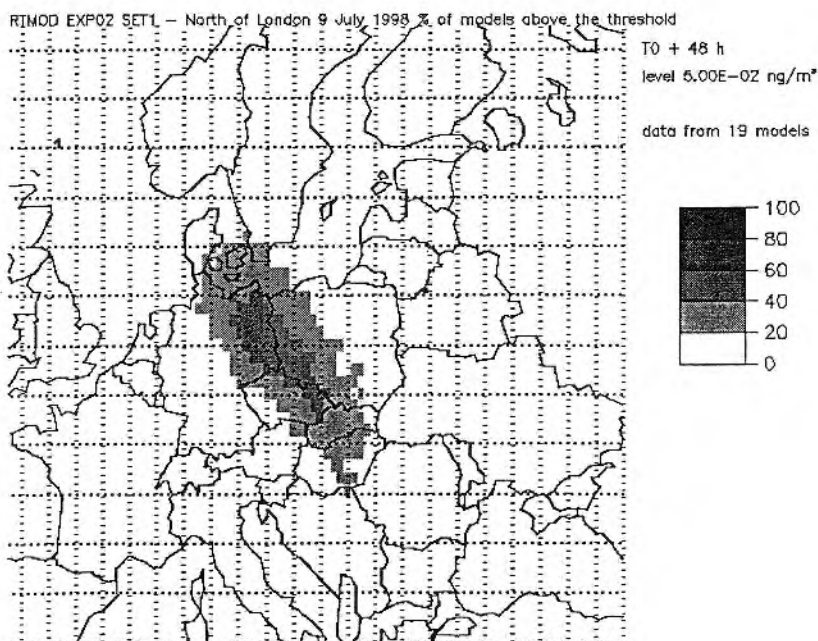 RTMOD EXP02 SET1 – North of London 9 July 1998 % of models above the threshold
T0 + 48 h
level 5.00E–02 ng/m³
data from 19 models
100
80
60
40
20
0